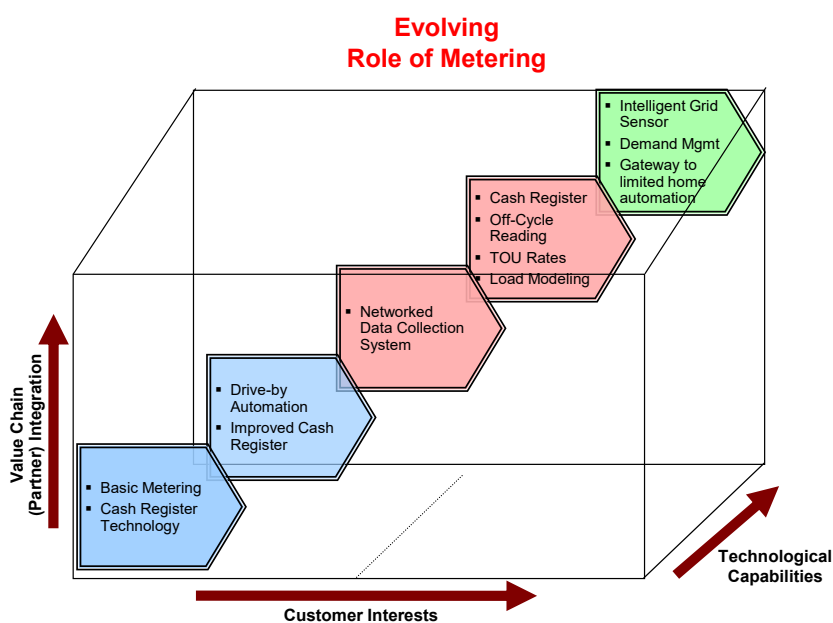 Evolving
Role of Metering
▪ Intelligent Grid
Sensor
▪ Demand Mgmt
▪ Gateway to
limited home
automation
▪ Cash Register
▪ Off-Cycle
Reading
▪ TOU Rates
▪ Load Modeling
▪ Networked
Data Collection
System
▪ Drive-by
Automation
▪ Improved Cash
Register
▪ Basic Metering
▪ Cash Register
Technology
Value Chain
(Partner) Integration
Customer Interests
Technological
Capabilities